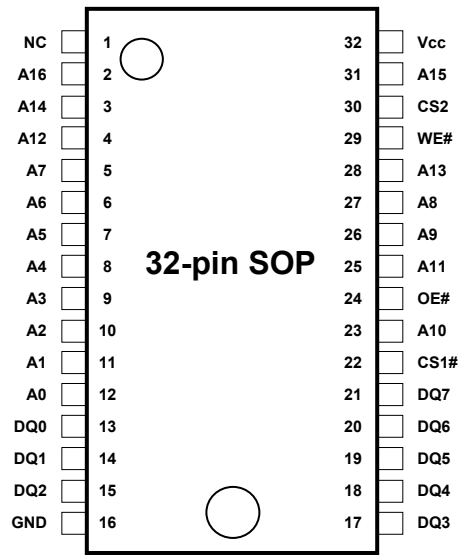 NC 1 32 Vcc
A16 2 31 A15
A14 3 30 CS2
A12 4 29 WE#
A7 5 28 A13
A6 6 27 A8
A5 7 26 A9
A4 8 32-pin SOP 25 A11
A3 9 24 OE#
A2 10 23 A10
A1 11 22 CS1#
A0 12 21 DQ7
DQ0 13 20 DQ6
DQ1 14 19 DQ5
DQ2 15 18 DQ4
GND 16 17 DQ3